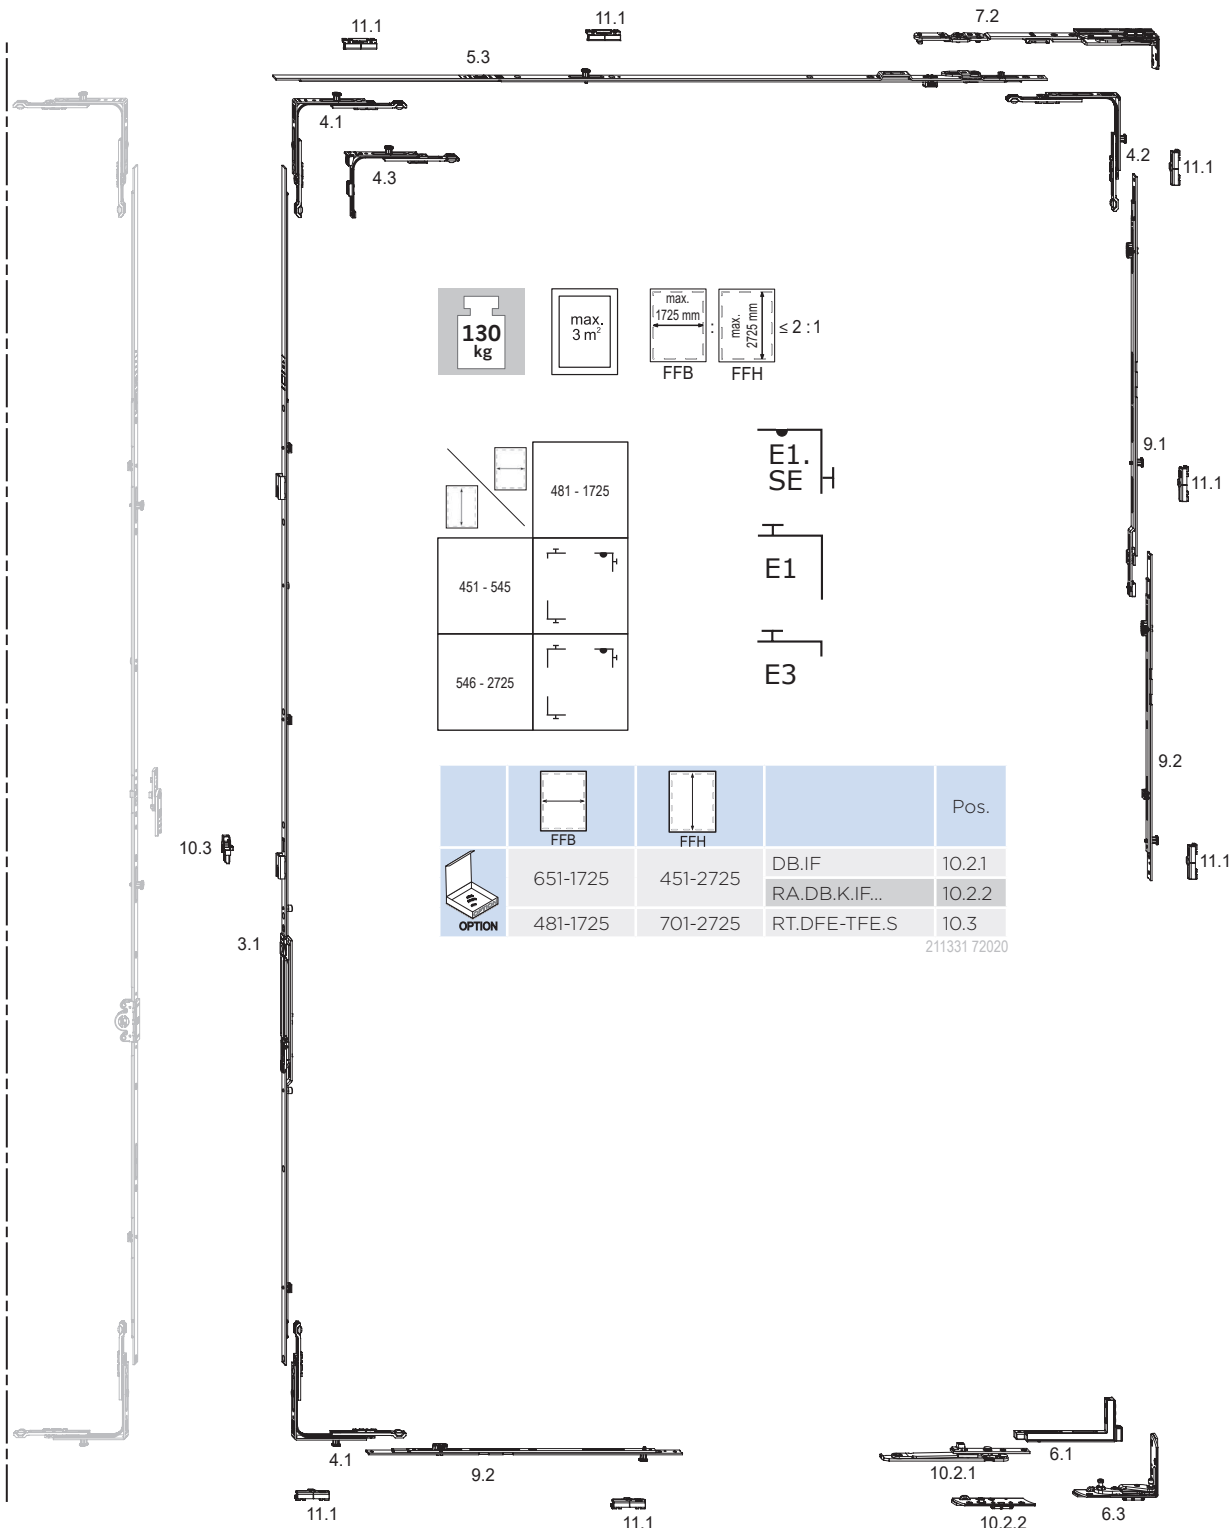 11.1
11.1
7.2
5.3
4.1
4.3
4.2
11.1
130
kg
max.
3 m²
max.
1725 mm
FFB
:
max.
2725 mm
FFH
≤ 2 : 1
481 - 1725
451 - 545
546 - 2725
E1.
SE
E1
E3
9.1
11.1
9.2
11.1
10.3
3.1
FFB FFH Pos.
OPTION
651-1725 451-2725 DB.IF 10.2.1
RA.DB.K.IF... 10.2.2
481-1725 701-2725 RT.DFE-TFE.S 10.3
211331 72020
4.1
9.2
10.2.1
6.1
11.1
11.1
10.2.2
6.3